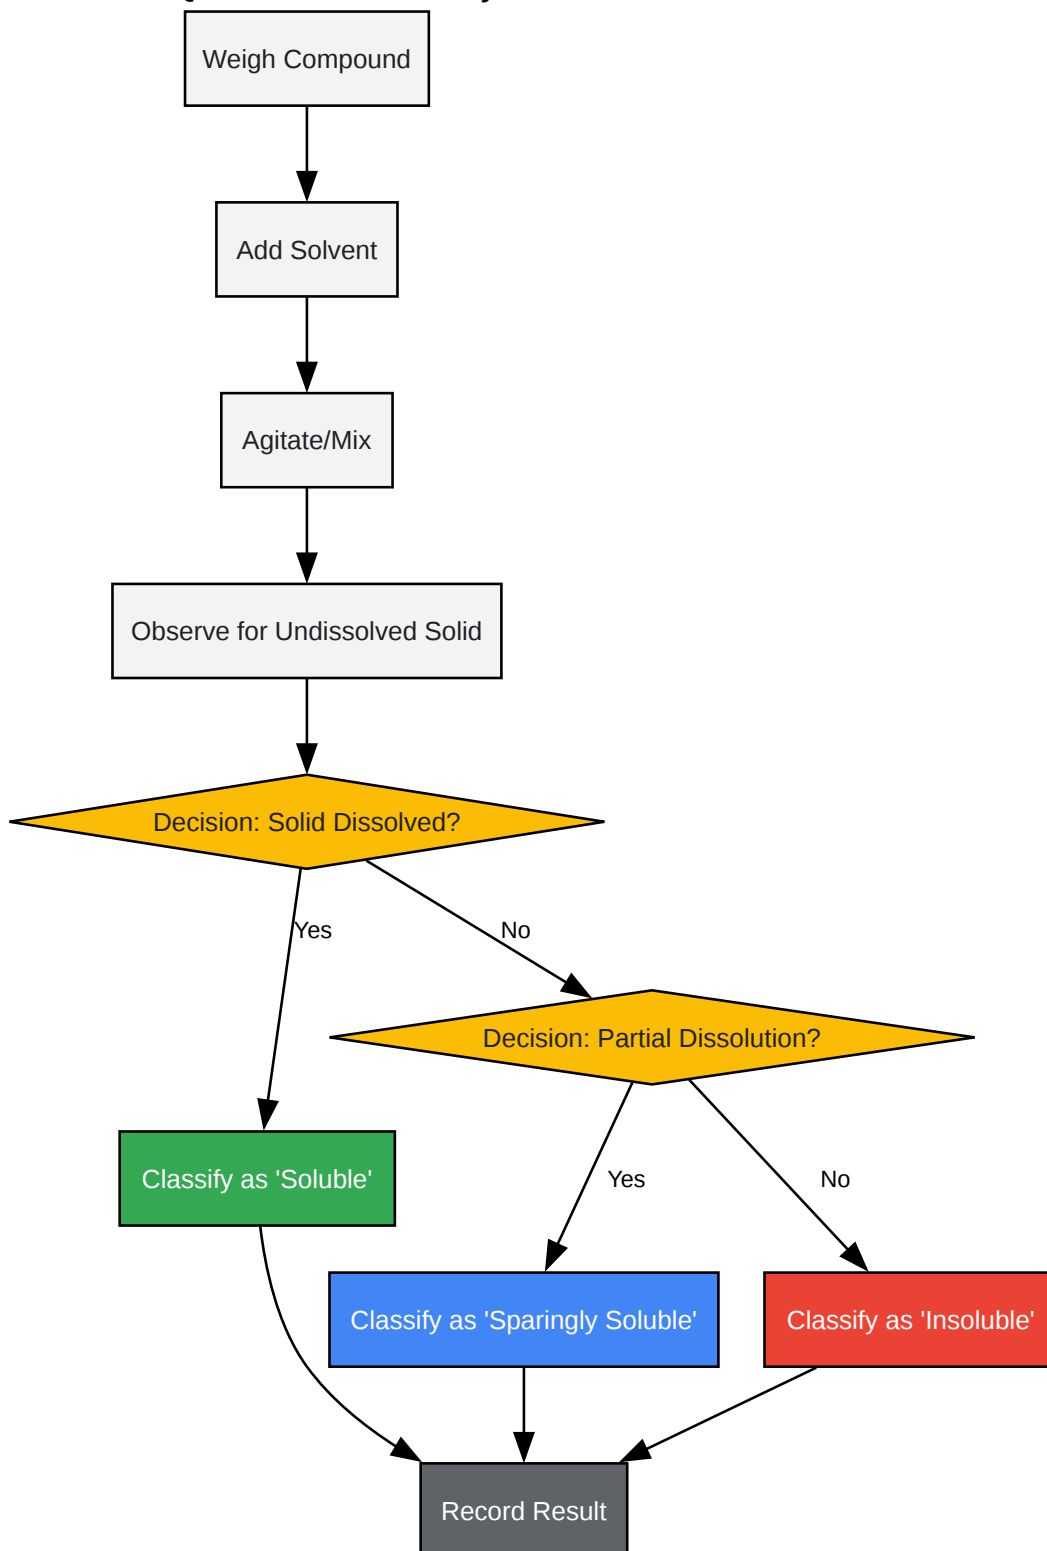 Weigh Compound
Add Solvent
Agitate/Mix
Observe for Undissolved Solid
Decision: Solid Dissolved?
Yes
No
Decision: Partial Dissolution?
Classify as 'Soluble'
Yes
No
Classify as 'Sparingly Soluble'
Classify as 'Insoluble'
Record Result